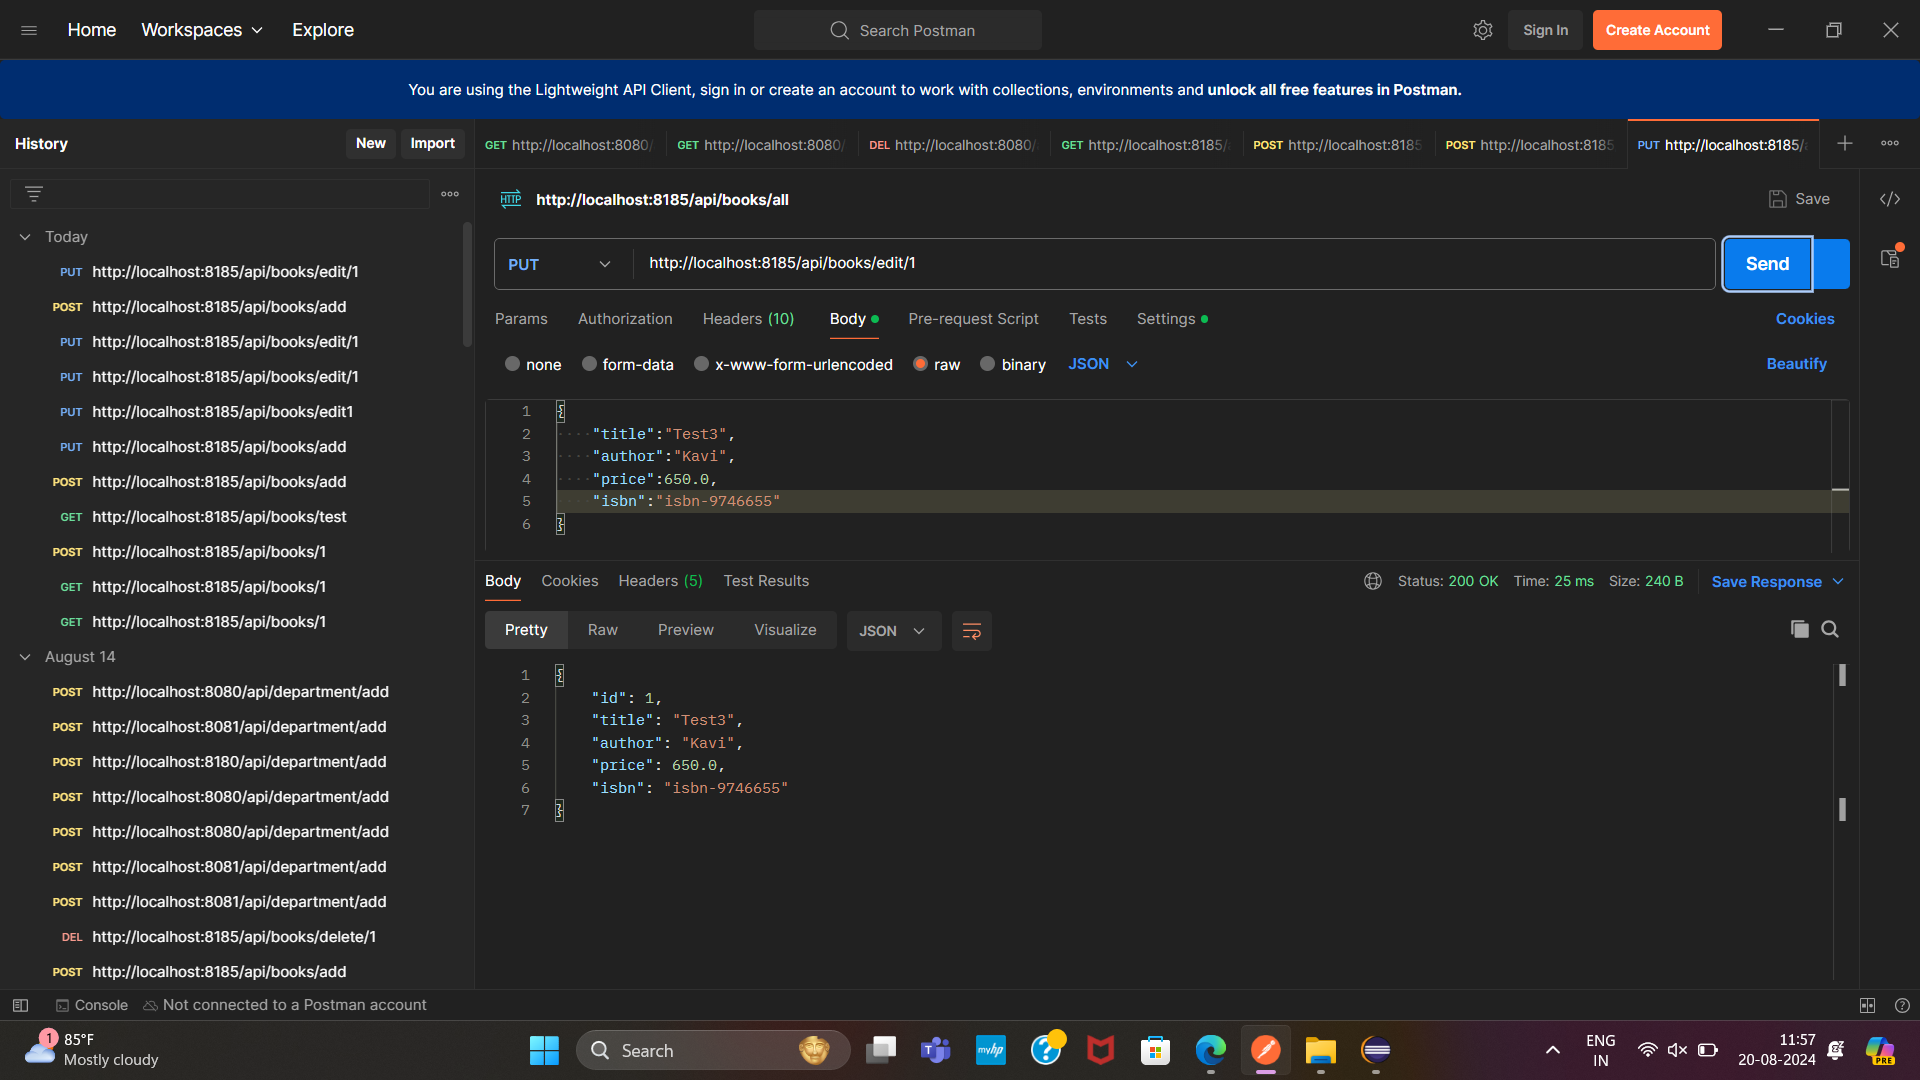 Home Workspaces Explore Search Postman Sign In Create Account
You are using the Lightweight API Client, sign in or create an account to work with collections, environments and unlock all free features in Postman.
History New Import
GET http://localhost:8080/ GET http://localhost:8080/ DEL http://localhost:8080/ GET http://localhost:8185/ POST http://localhost:8185 POST http://localhost:8185 PUT http://localhost:8185/
HTTP http://localhost:8185/api/books/all Save
PUT http://localhost:8185/api/books/edit/1 Send
Params Authorization Headers (10) Body Pre-request Script Tests Settings Cookies
none form-data x-www-form-urlencoded raw binary JSON Beautify
1 {
2 "title":"Test3",
3 "author":"Kavi",
4 "price":650.0,
5 "isbn":"isbn-9746655"
6 }
Body Cookies Headers (5) Test Results Status: 200 OK Time: 25 ms Size: 240 B Save Response
Pretty Raw Preview Visualize JSON
1 {
2 "id": 1,
3 "title": "Test3",
4 "author": "Kavi",
5 "price": 650.0,
6 "isbn": "isbn-9746655"
7 }
Today
PUT http://localhost:8185/api/books/edit/1
POST http://localhost:8185/api/books/add
PUT http://localhost:8185/api/books/edit/1
PUT http://localhost:8185/api/books/edit/1
PUT http://localhost:8185/api/books/edit1
PUT http://localhost:8185/api/books/add
POST http://localhost:8185/api/books/add
GET http://localhost:8185/api/books/test
POST http://localhost:8185/api/books/1
GET http://localhost:8185/api/books/1
GET http://localhost:8185/api/books/1
August 14
POST http://localhost:8080/api/department/add
POST http://localhost:8081/api/department/add
POST http://localhost:8180/api/department/add
POST http://localhost:8080/api/department/add
POST http://localhost:8080/api/department/add
POST http://localhost:8081/api/department/add
POST http://localhost:8081/api/department/add
DEL http://localhost:8185/api/books/delete/1
POST http://localhost:8185/api/books/add
Console Not connected to a Postman account
1 85°F
Mostly cloudy
Search
myhp
ENG
IN
11:57
20-08-2024
PRE